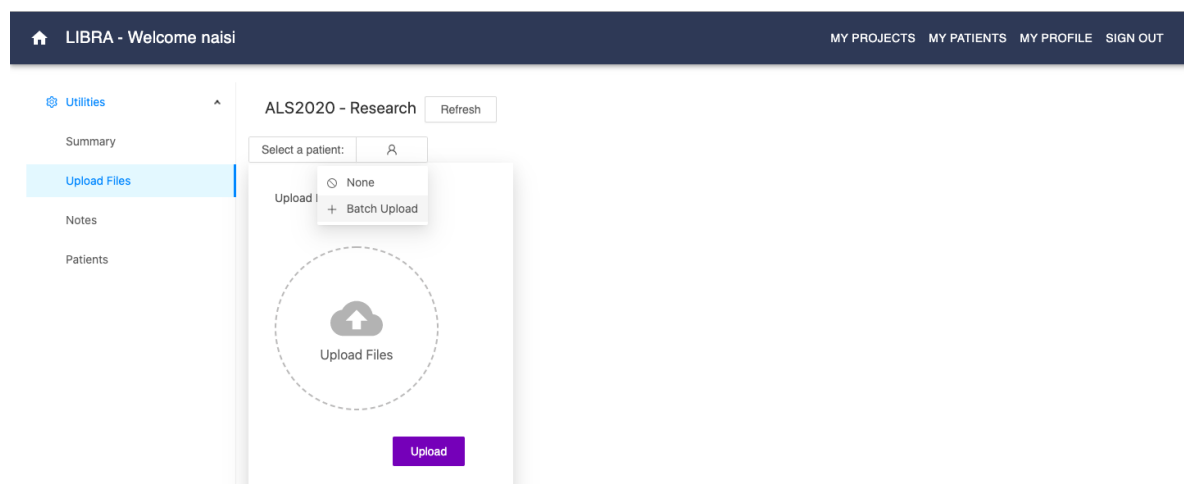 LIBRA - Welcome naisi
MY PROJECTS MY PATIENTS MY PROFILE SIGN OUT
Utilities
Summary
Upload Files
Notes
Patients
ALS2020 - Research
Refresh
Select a patient:
None
Batch Upload
Upload
Upload Files
Upload